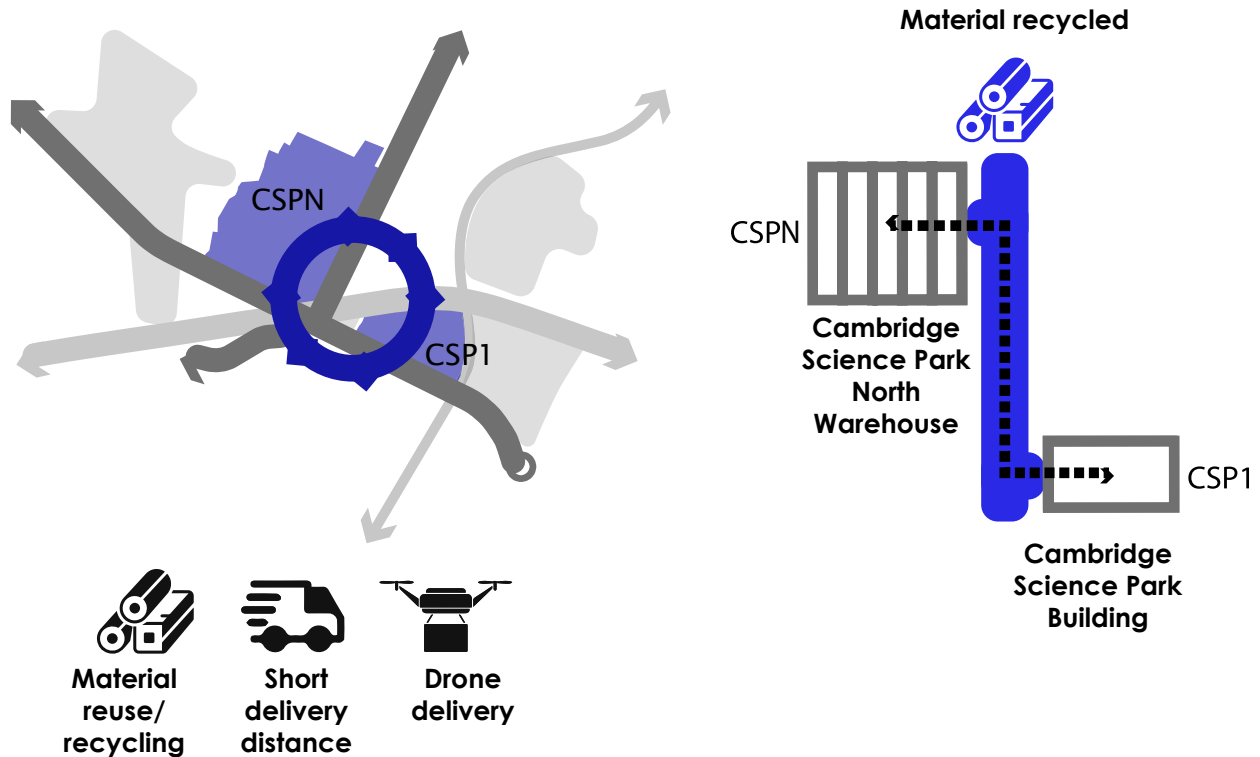 Material recycled
CSPN
CSP1
CSPN
Cambridge
Science Park
North
Warehouse
CSP1
Cambridge
Science Park
Building
Material
reuse/
recycling
Short
delivery
distance
Drone
delivery